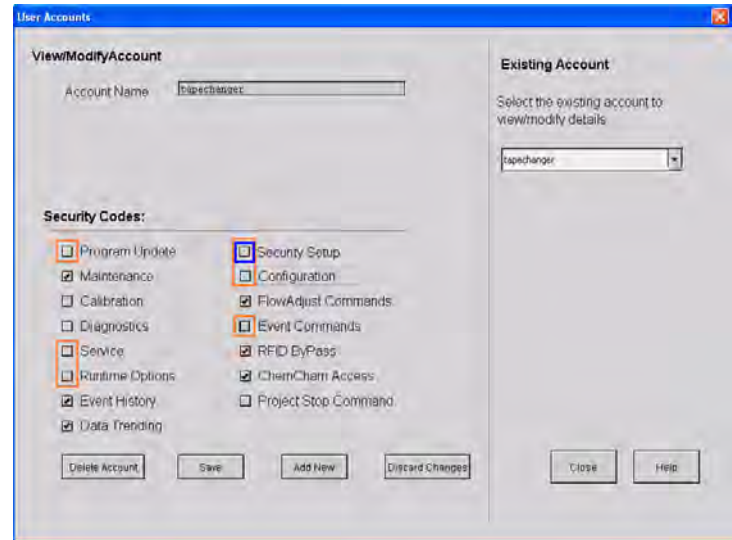 User Accounts
View/ModifyAccount
Account Name
tapechanger
Existing Account
Select the existing account to
view/modify details
tapechanger
Security Codes:
Program Update
Security Setup
Maintenance
Configuration
Calibration
FlowAdjust Commands
Diagnostics
Event Commands
Service
RFID ByPass
Runtime Options
ChemCham Access
Event History
Project Stop Command
Data Trending
Delete Account
Save
Add New
Discard Changes
Close
Help